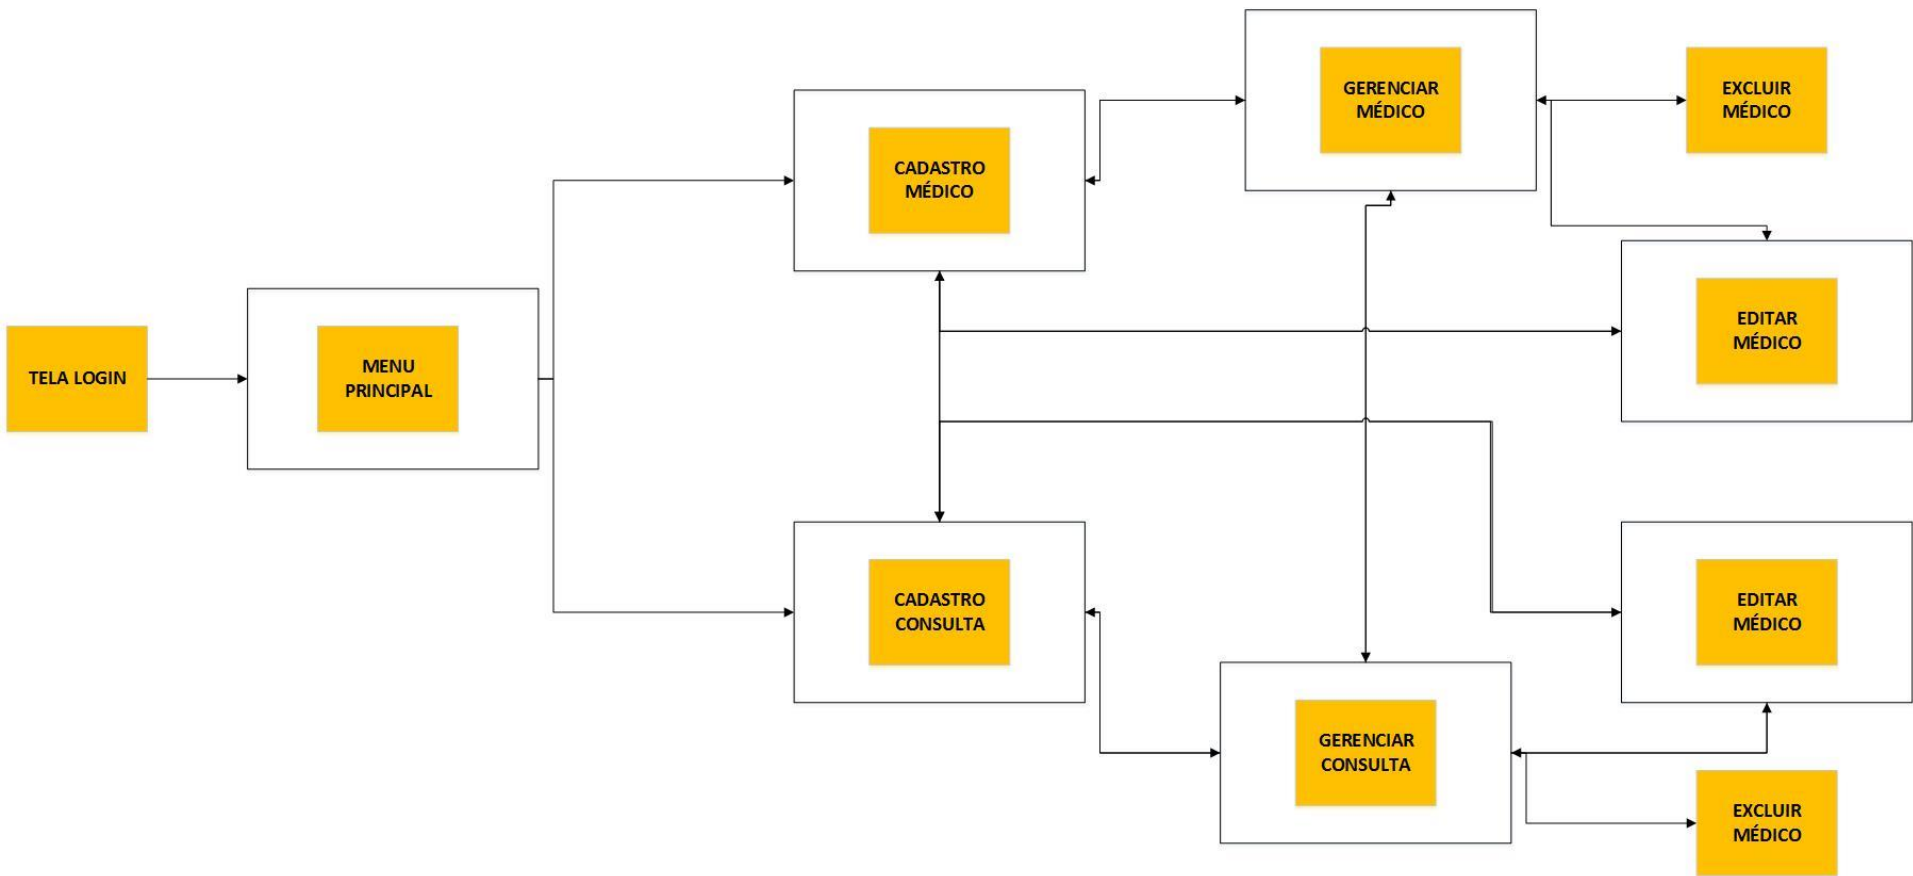 TELA LOGIN
MENU
PRINCIPAL
CADASTRO
MÉDICO
GERENCIAR
MÉDICO
EXCLUIR
MÉDICO
EDITAR
MÉDICO
CADASTRO
CONSULTA
EDITAR
MÉDICO
GERENCIAR
CONSULTA
EXCLUIR
MÉDICO